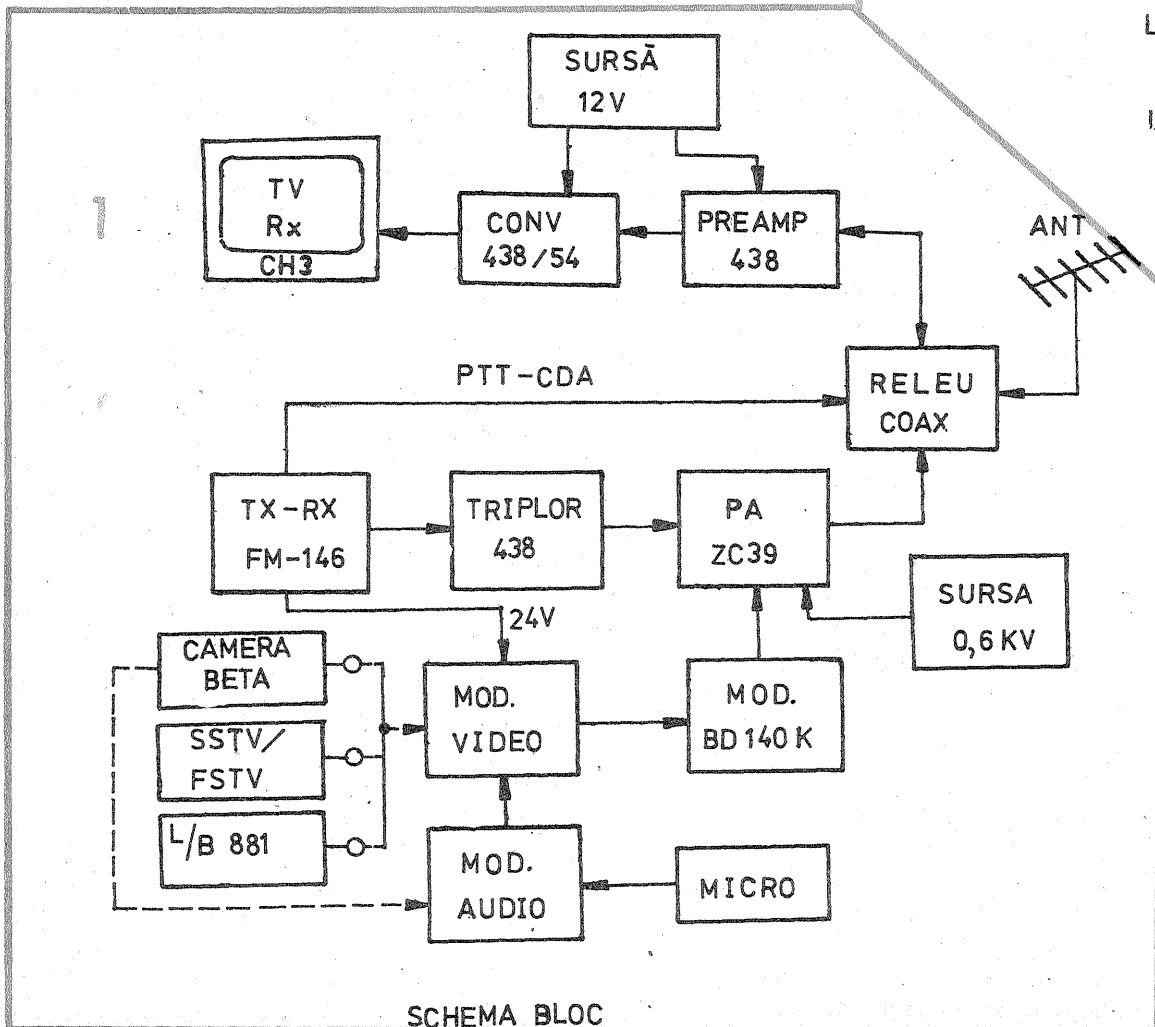 SURSĂ
12V
1
TV
Rx
CH3
CONV
438/54
PREAMP
438
ANT
PTT-CDA
RELEU
COAX
TX-RX
FM-146
TRIPLOR
438
PA
ZC39
SURSA
0,6 KV
24V
CAMERA
BETA
SSTV/
FSTV
L/B 881
MOD.
VIDEO
MOD.
BD 140 K
MOD.
AUDIO
MICRO
SCHEMA BLOC